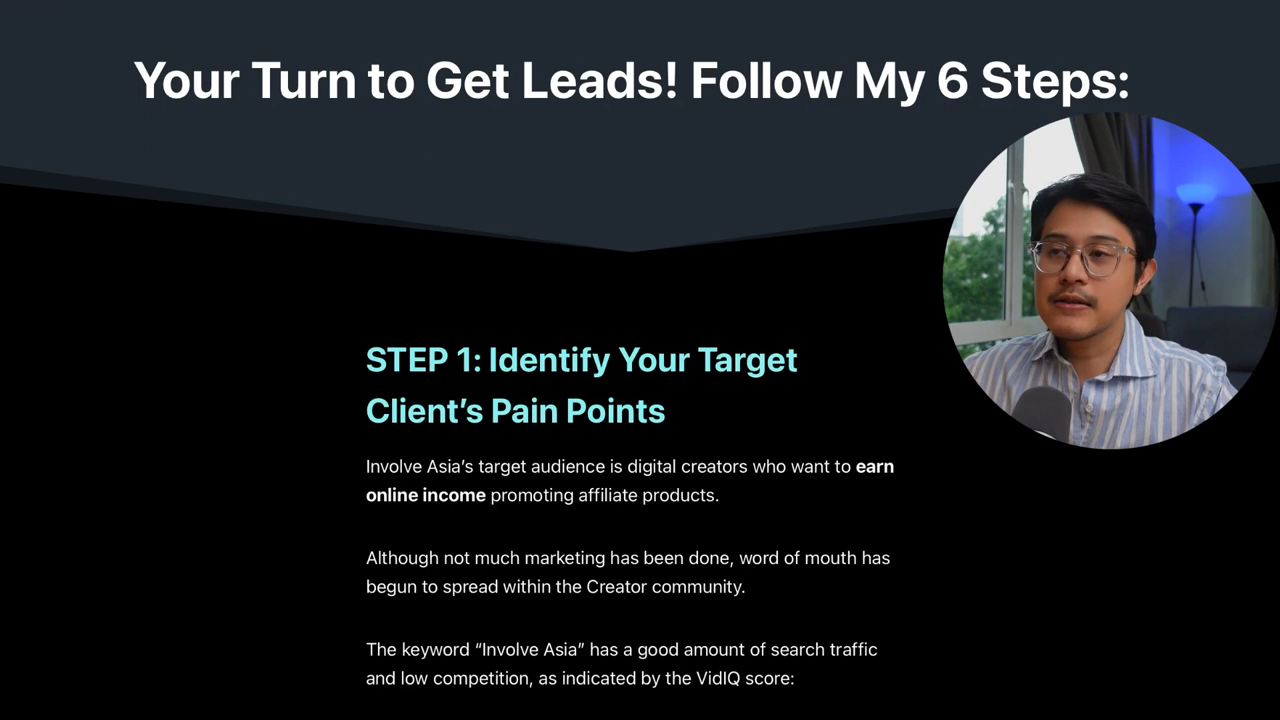 Your Turn to Get Leads! Follow My 6 Steps:
STEP 1: Identify Your Target
Client’s Pain Points
Involve Asia’s target audience is digital creators who want to earn
online income promoting affiliate products.
Although not much marketing has been done, word of mouth has
begun to spread within the Creator community.
The keyword “Involve Asia” has a good amount of search traffic
and low competition, as indicated by the VidIQ score: